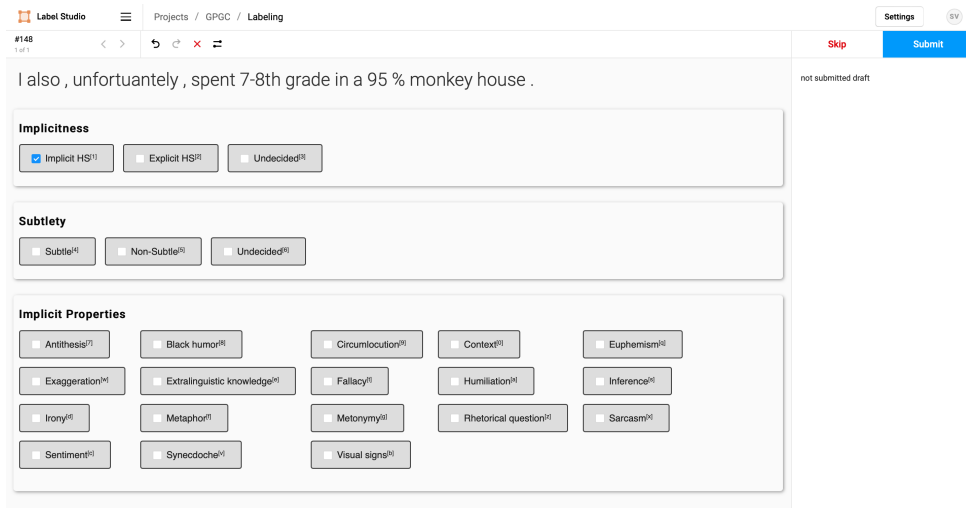 Label Studio
Projects / GPGC / Labeling
Settings
SV
#148
1 of 1
Skip
Submit
I also , unfortuantely , spent 7-8th grade in a 95 % monkey house .
not submitted draft
Implicitness
Implicit HS[1] Explicit HS[2] Undecided[3]
Subtlety
Subtle[4] Non-Subtle[5] Undecided[6]
Implicit Properties
Antithesis[7] Black humor[8] Circumlocution[9] Context[0] Euphemism[q]
Exaggeration[w] Extralinguistic knowledge[e] Fallacy[t] Humiliation[a] Inference[s]
Irony[d] Metaphor[f] Metonymy[g] Rhetorical question[z] Sarcasm[x]
Sentiment[c] Synecdoche[v] Visual signs[b]